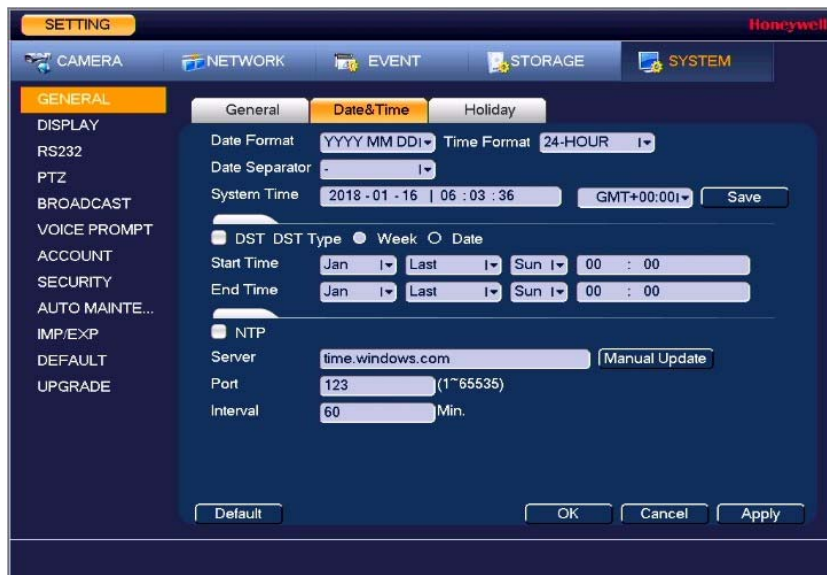 SETTING
Honeywell
CAMERA NETWORK EVENT STORAGE SYSTEM
GENERAL
DISPLAY
RS232
PTZ
BROADCAST
VOICE PROMPT
ACCOUNT
SECURITY
AUTO MAINTE...
IMP/EXP
DEFAULT
UPGRADE
General Date&Time Holiday
Date Format YYYY MM DD Time Format 24-HOUR
Date Separator -
System Time 2018 - 01 - 16 | 06 : 03 : 36 GMT+00:00 Save
DST DST Type Week Date
Start Time Jan Last Sun 00 : 00
End Time Jan Last Sun 00 : 00
NTP
Server time.windows.com Manual Update
Port 123 (1~65535)
Interval 60 Min.
Default OK Cancel Apply